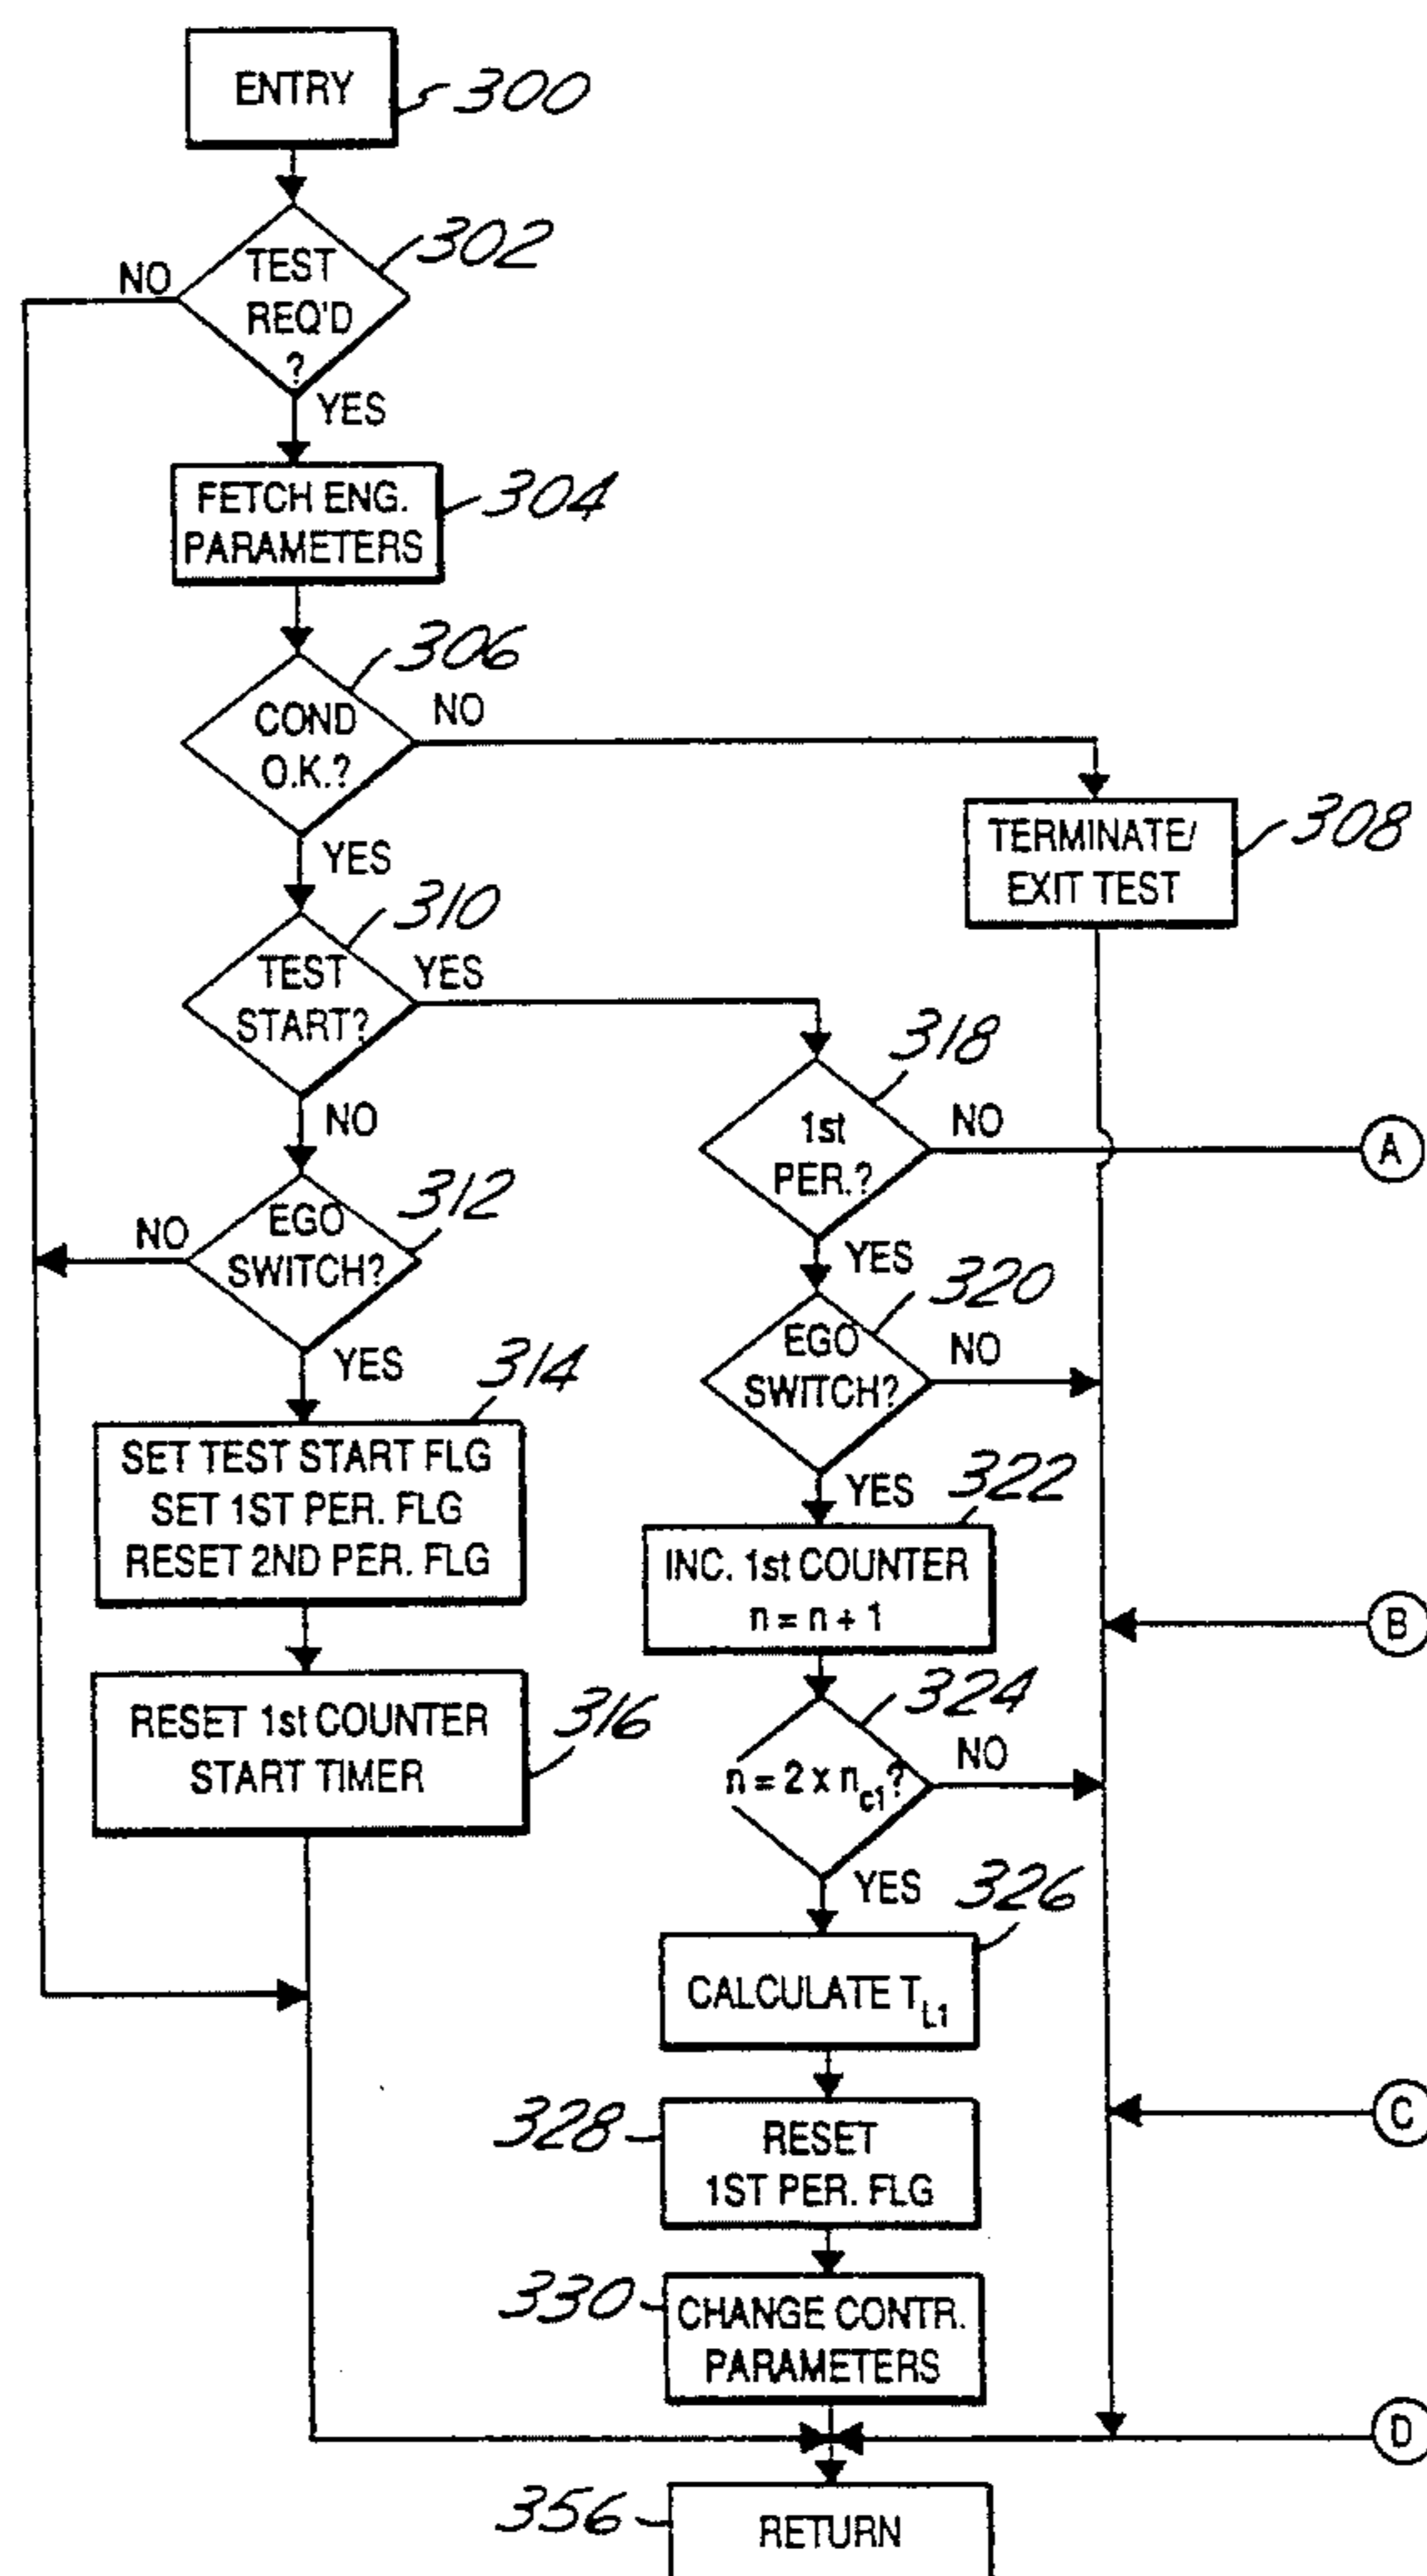 ENTRY
300
302
NO
TEST
REQ'D
?
YES
FETCH ENG.
PARAMETERS
304
306
COND
O.K.?
NO
YES
TERMINATE/
EXIT TEST
308
310
TEST
START?
YES
NO
318
1st
PER.?
NO
A
YES
312
EGO
SWITCH?
NO
YES
320
EGO
SWITCH?
NO
YES
314
SET TEST START FLG
SET 1ST PER. FLG
RESET 2ND PER. FLG
322
INC. 1st COUNTER
n = n + 1
B
RESET 1st COUNTER
START TIMER
316
324
n = 2 x nc1?
NO
YES
326
CALCULATE TL1
328
RESET
1ST PER. FLG
C
330
CHANGE CONTR.
PARAMETERS
D
356
RETURN